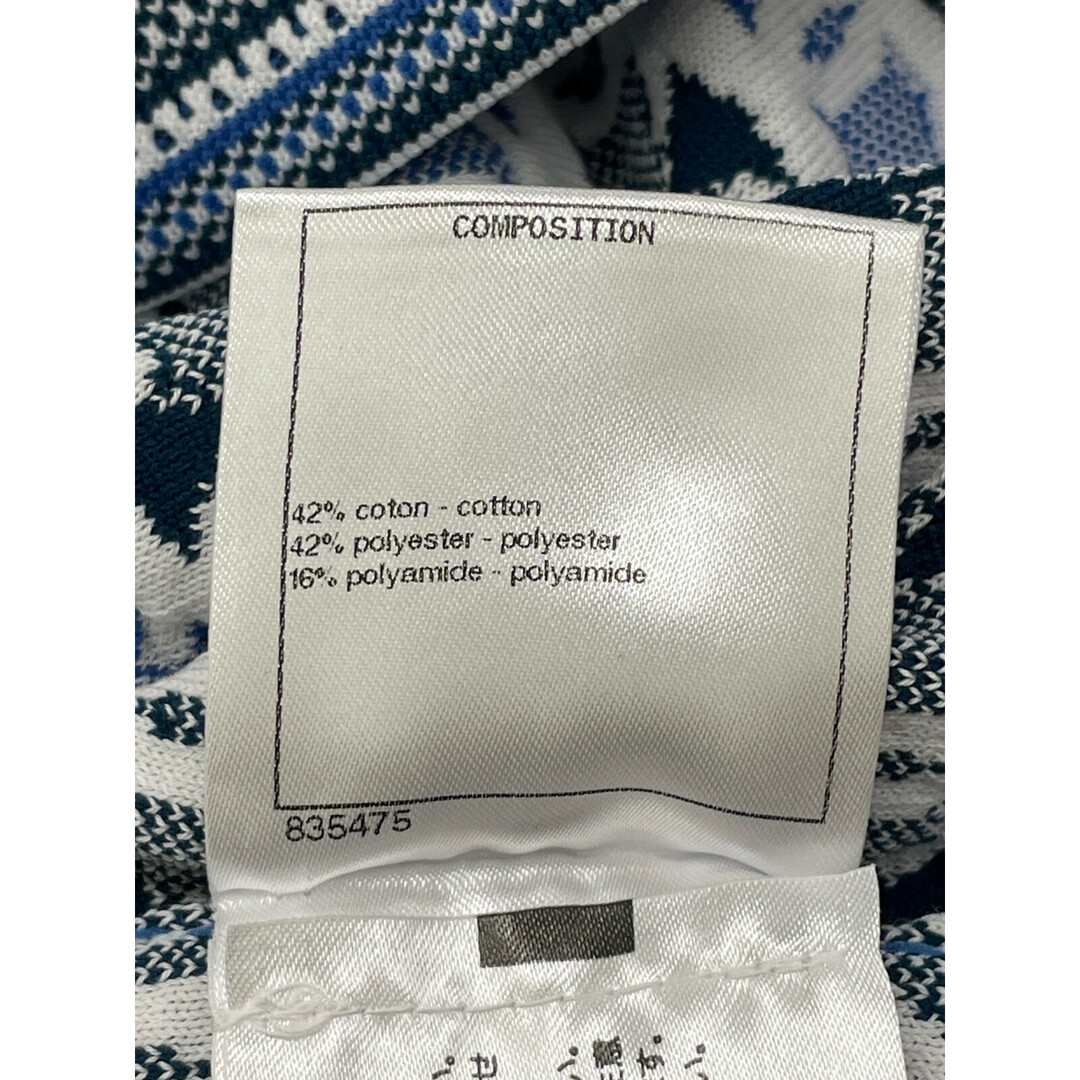 COMPOSITION
42% coton - cotton
42% polyester - polyester
16% polyamide - polyamide
835475